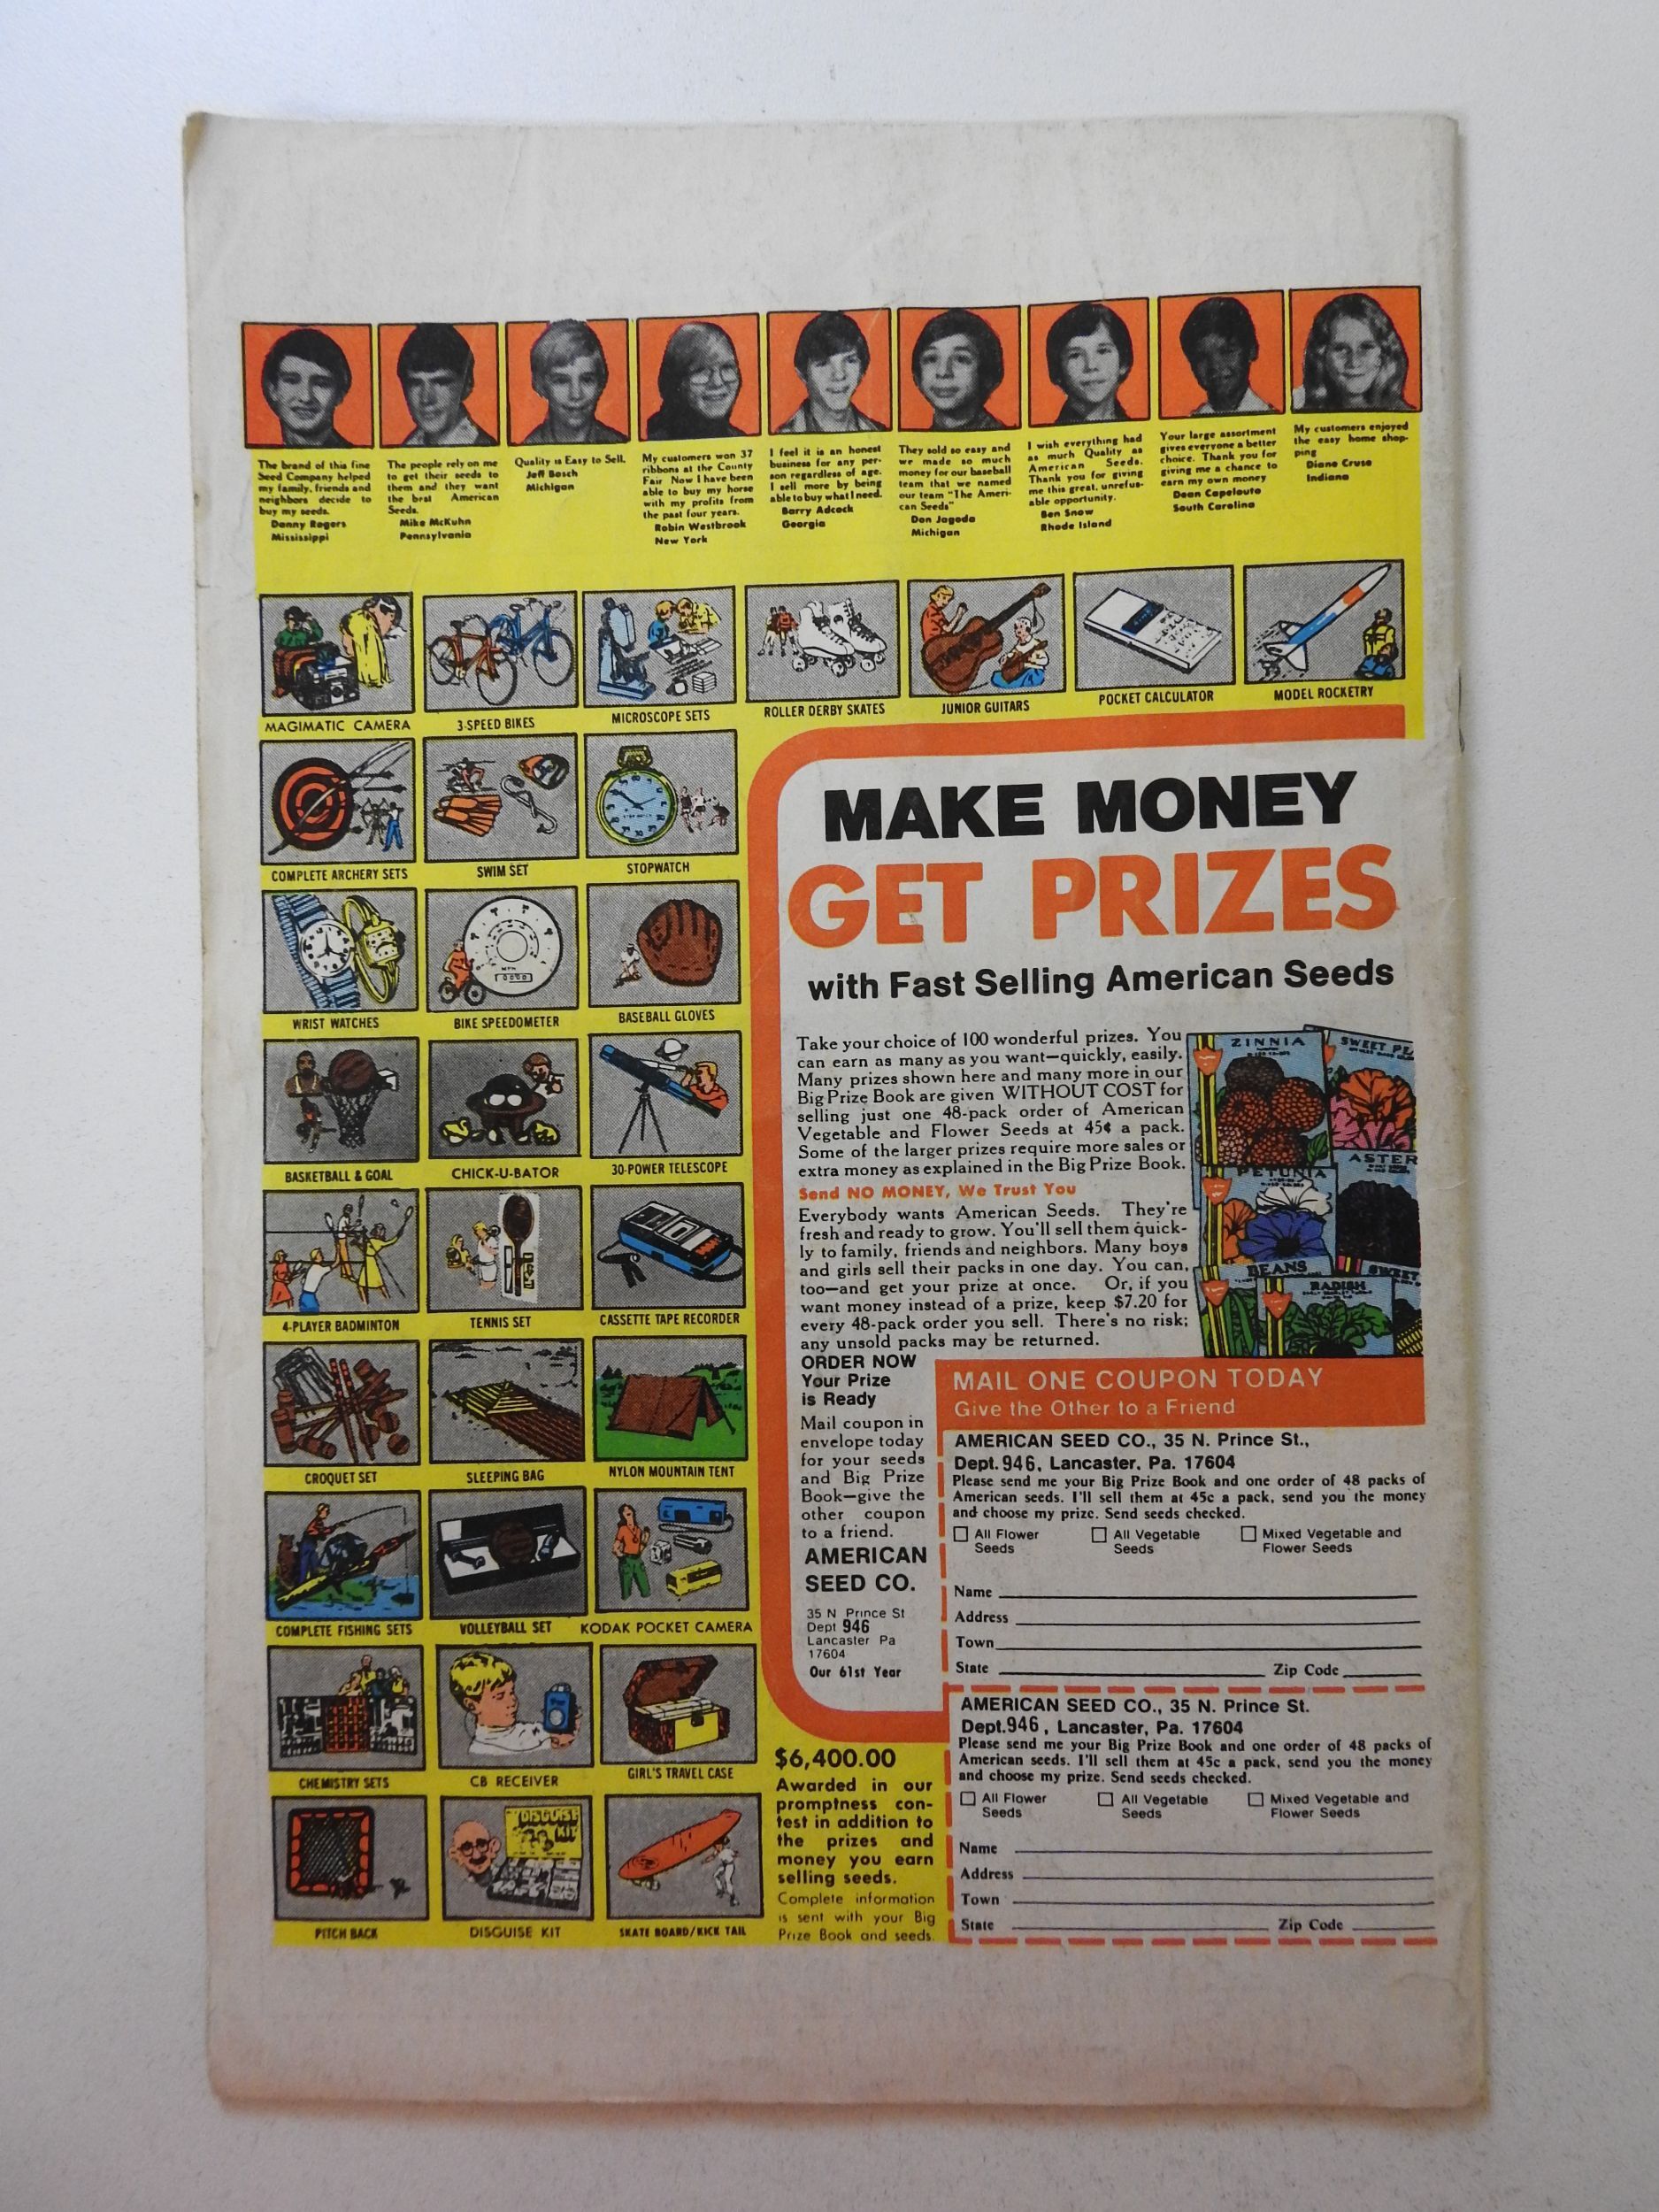 The brand of this fine
Seed Company helped
my family, friends and
neighbors decide to
buy my seeds.
Danny Rogers
Mississippi
The people rely on me
to get their seeds to
them and they want
the brst American
Seeds.
Mike McKuhn
Pennsylvania
Quality is Easy to Sell.
Jeff Bosch
Michigan
My customers won 37
ribbons at the County
Fair Now I have been
able to buy my horse
with my profits from
the past four years.
Robin Westbrook
New York
I feel it is an honest
business for any per-
son regardless of age.
I sell more by being
able to buy what I need.
Barry Adcock
Georgia
They sold so easy and
we made so much
money for our baseball
team that we named
our team "The Ameri-
can Seeds"
Don Jagoda
Michigan
I wish everything had
as much Quality as
American Seeds.
Thank you for giving
me this great, unrefus-
able opportunity.
Ben Snow
Rhode Island
Your large assortment
gives everyone a better
choice. Thank you for
giving me a chance to
earn my own money
Dean Capelouto
South Carolina
My customers enjoyed
the easy home shop-
ping
Diane Cruse
Indiana
MAGIMATIC CAMERA
3-SPEED BIKES
MICROSCOPE SETS
ROLLER DERBY SKATES
JUNIOR GUITARS
POCKET CALCULATOR
MODEL ROCKETRY
COMPLETE ARCHERY SETS
SWIM SET
STOPWATCH
WRIST WATCHES
BIKE SPEEDOMETER
BASEBALL GLOVES
BASKETBALL & GOAL
CHICK-U-BATOR
30-POWER TELESCOPE
4-PLAYER BADMINTON
TENNIS SET
CASSETTE TAPE RECORDER
CROQUET SET
SLEEPING BAG
NYLON MOUNTAIN TENT
COMPLETE FISHING SETS
VOLLEYBALL SET
KODAK POCKET CAMERA
CHEMISTRY SETS
CB RECEIVER
GIRL'S TRAVEL CASE
PITCH BACK
DISGUISE
KIT
DISGUISE KIT
SKATE BOARD/KICK TAIL
MAKE MONEY
GET PRIZES
with Fast Selling American Seeds
Take your choice of 100 wonderful prizes. You
can earn as many as you want—quickly, easily.
Many prizes shown here and many more in our
Big Prize Book are given WITHOUT COST for
selling just one 48-pack order of American
Vegetable and Flower Seeds at 45¢ a pack.
Some of the larger prizes require more sales or
extra money as explained in the Big Prize Book.
Send NO MONEY, We Trust You
Everybody wants American Seeds. They're
fresh and ready to grow. You'll sell them quick-
ly to family, friends and neighbors. Many boys
and girls sell their packs in one day. You can,
too—and get your prize at once. Or, if you
want money instead of a prize, keep $7.20 for
every 48-pack order you sell. There's no risk;
any unsold packs may be returned.
ZINNIA
SWEET PE
ASTER
PETUNIA
BEANS
RADISH
SWEET
ORDER NOW
Your Prize
is Ready
Mail coupon in
envelope today
for your seeds
and Big Prize
Book—give the
other coupon
to a friend.
AMERICAN
SEED CO.
35 N Prince St
Dept 946
Lancaster Pa
17604
Our 61st Year
MAIL ONE COUPON TODAY
Give the Other to a Friend
AMERICAN SEED CO., 35 N. Prince St.,
Dept. 946, Lancaster, Pa. 17604
Please send me your Big Prize Book and one order of 48 packs of
American seeds. I'll sell them at 45c a pack, send you the money
and choose my prize. Send seeds checked.
All Flower Seeds
All Vegetable Seeds
Mixed Vegetable and Flower Seeds
Name
Address
Town
State Zip Code
AMERICAN SEED CO., 35 N. Prince St.
Dept. 946, Lancaster, Pa. 17604
Please send me your Big Prize Book and one order of 48 packs of
American seeds. I'll sell them at 45c a pack, send you the money
and choose my prize. Send seeds checked.
All Flower Seeds
All Vegetable Seeds
Mixed Vegetable and Flower Seeds
Name
Address
Town
State Zip Code
$6,400.00
Awarded in our
promptness con-
test in addition to
the prizes and
money you earn
selling seeds.
Complete information
is sent with your Big
Prize Book and seeds.